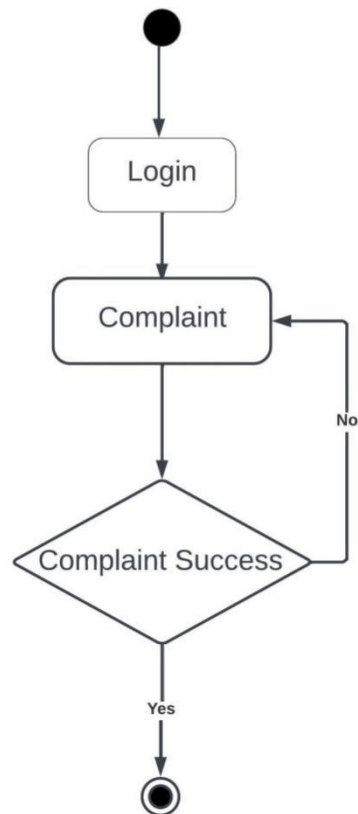 Login
Complaint
No
Complaint Success
Yes